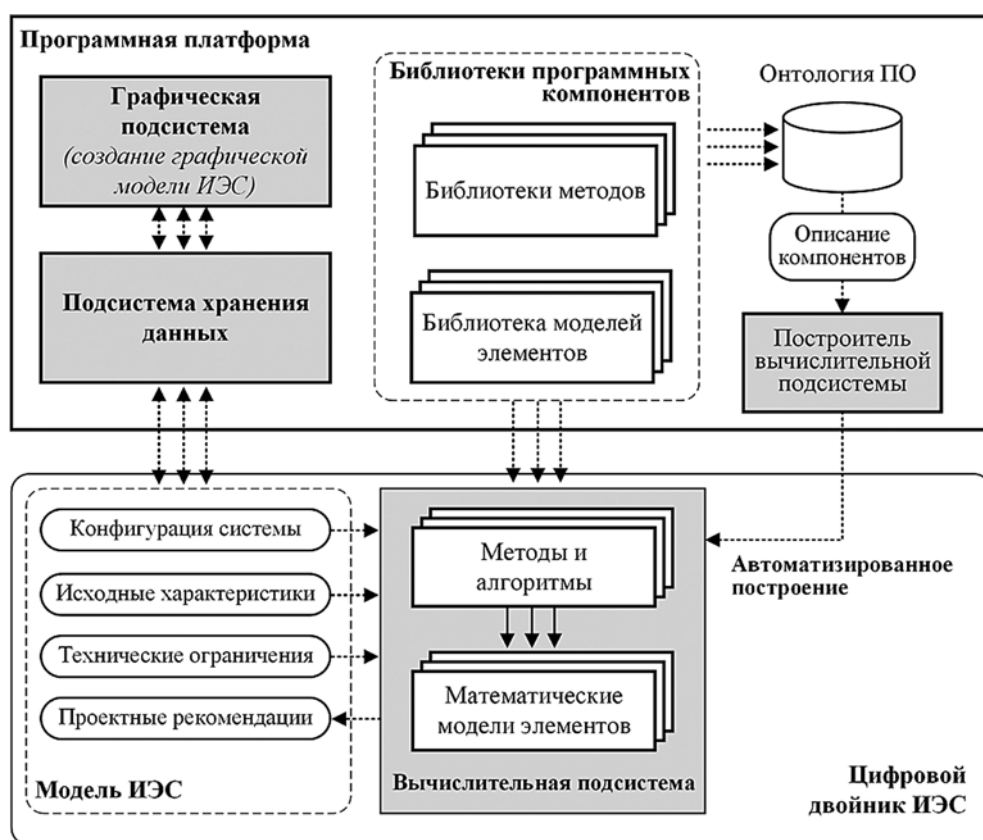 Программная платформа
Графическая
подсистема
(создание графической
модели ИЭС)
Подсистема хранения
данных
Библиотеки программных
компонентов
Библиотеки методов
Библиотека моделей
элементов
Онтология ПО
Описание
компонентов
Построитель
вычислительной
подсистемы
Конфигурация системы
Исходные характеристики
Технические ограничения
Проектные рекомендации
Модель ИЭС
Методы и
алгоритмы
Математические
модели элементов
Вычислительная подсистема
Автоматизированное
построение
Цифровой
двойник ИЭС